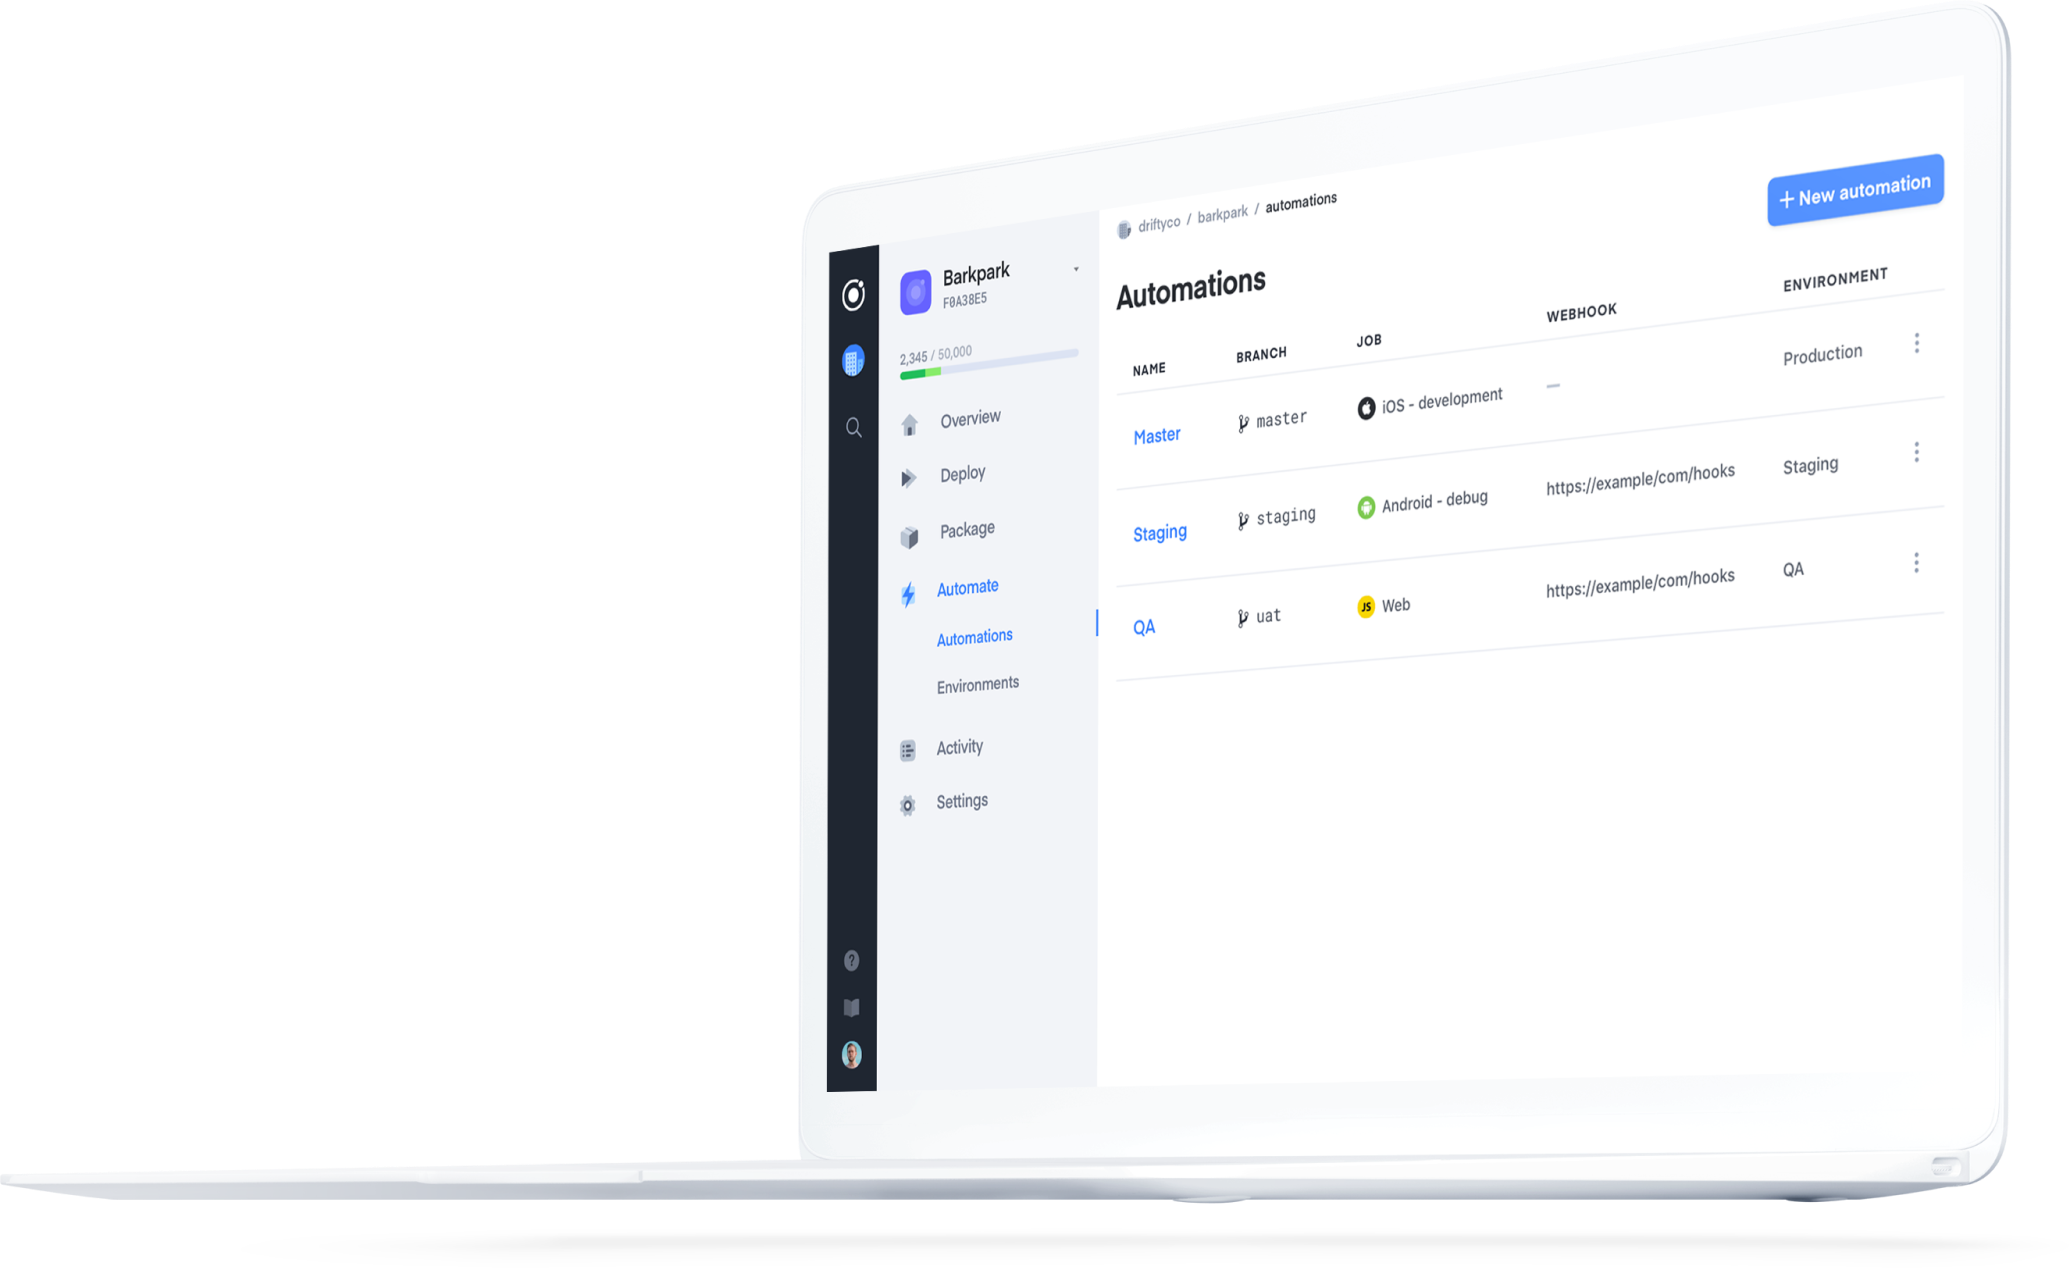 driftyco / barkpark / automations
+ New automation
Barkpark
F0A38E5
2,345 / 50,000
Overview
Deploy
Package
Automate
Automations
Environments
Activity
Settings
?
Automations
NAME BRANCH JOB WEBHOOK ENVIRONMENT
Master master iOS - development — Production
Staging staging Android - debug https://example/com/hooks Staging
QA uat JS Web https://example/com/hooks QA